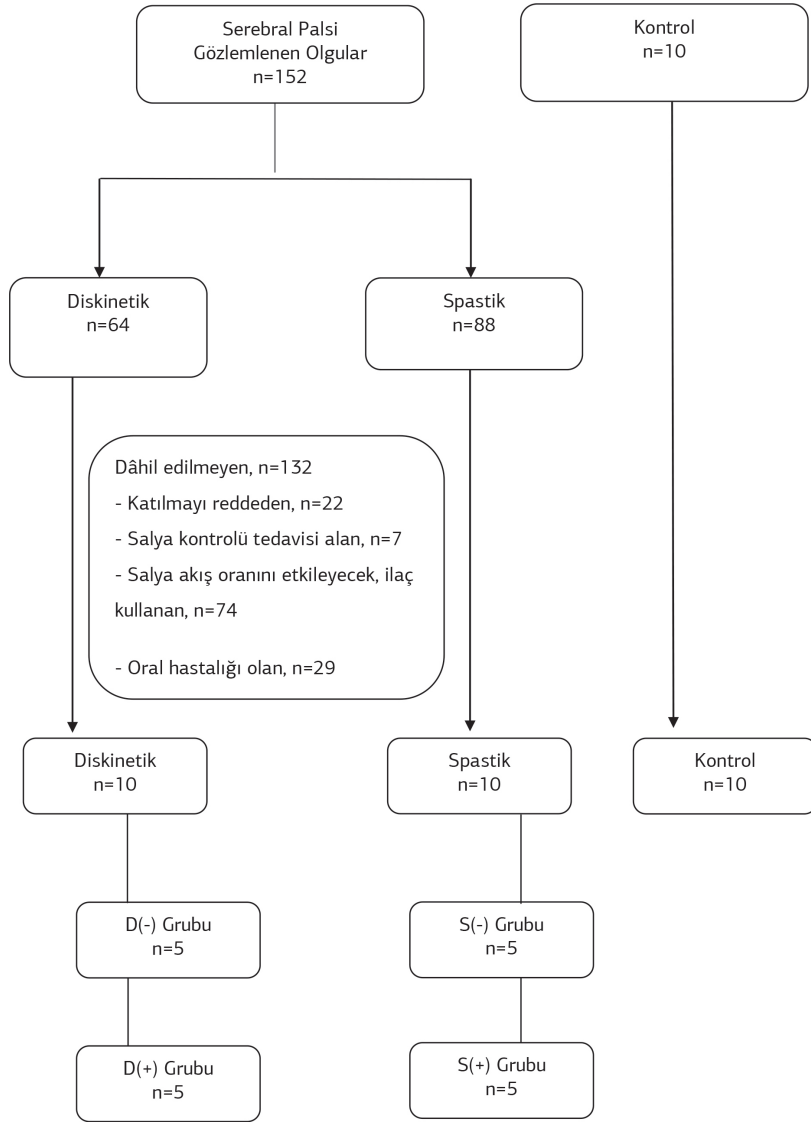 Serebral Palsi
Gözlemlenen Olgular
n=152
Kontrol
n=10
Diskinetik
n=64
Spastik
n=88
Dâhil edilmeyen, n=132
- Katılmayı reddeden, n=22
- Salya kontrolü tedavisi alan, n=7
- Salya akış oranını etkileyecek, ilaç
kullanan, n=74
- Oral hastalığı olan, n=29
Diskinetik
n=10
Spastik
n=10
Kontrol
n=10
D(-) Grubu
n=5
S(-) Grubu
n=5
D(+) Grubu
n=5
S(+) Grubu
n=5